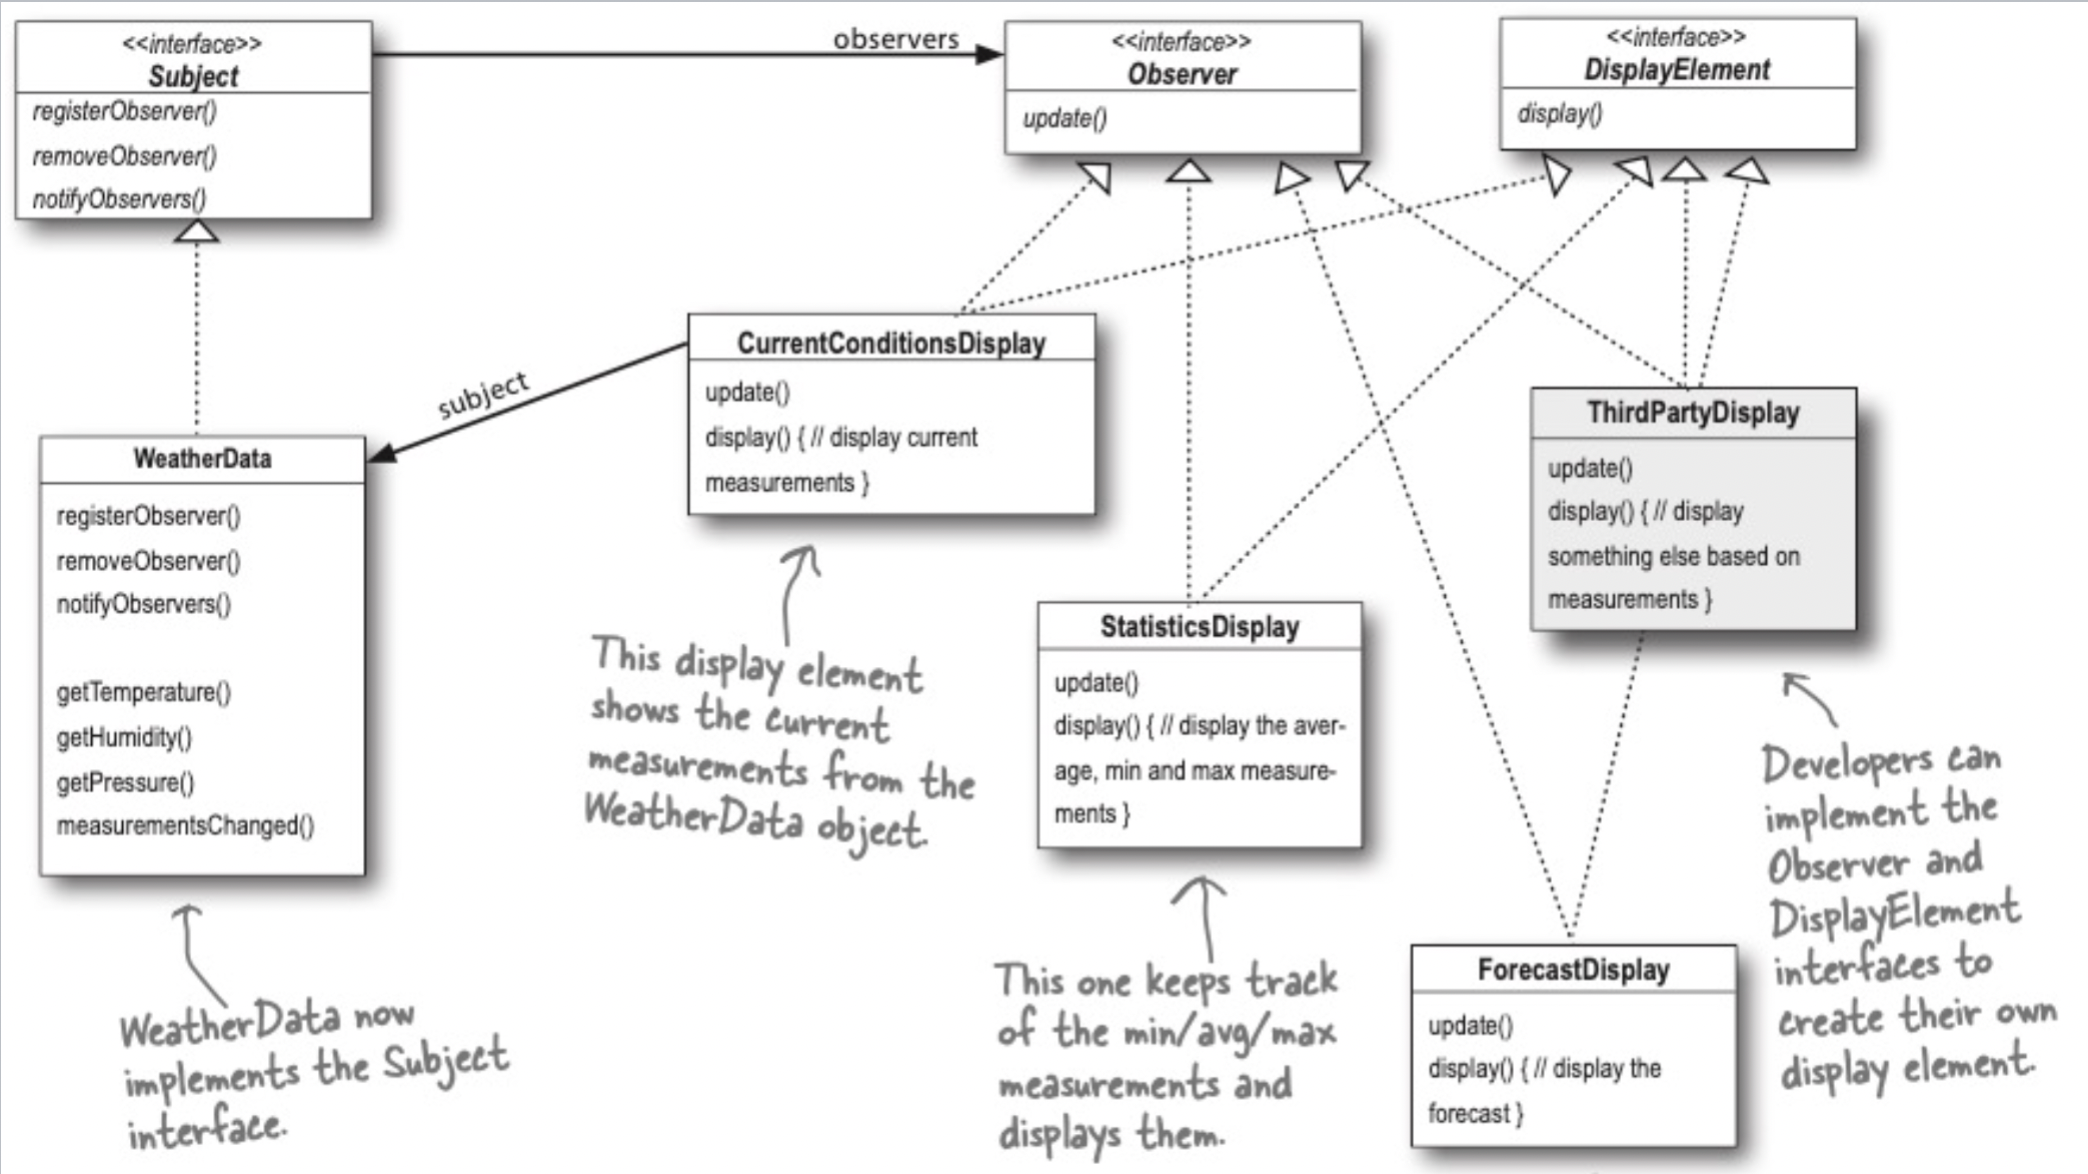 <<interface>>
Subject
registerObserver()
removeObserver()
notifyObservers()
observers
<<interface>>
Observer
update()
<<interface>>
DisplayElement
display()
subject
CurrentConditionsDisplay
update()
display() { // display current
measurements }
WeatherData
registerObserver()
removeObserver()
notifyObservers()
getTemperature()
getHumidity()
getPressure()
measurementsChanged()
ThirdPartyDisplay
update()
display() { // display
something else based on
measurements }
StatisticsDisplay
update()
display() { // display the aver-
age, min and max measure-
ments }
This display element
shows the current
measurements from the
WeatherData object.
Developers can
implement the
Observer and
DisplayElement
interfaces to
create their own
display element.
ForecastDisplay
update()
display() { // display the
forecast }
This one keeps track
of the min/avg/max
measurements and
displays them.
WeatherData now
implements the Subject
interface.